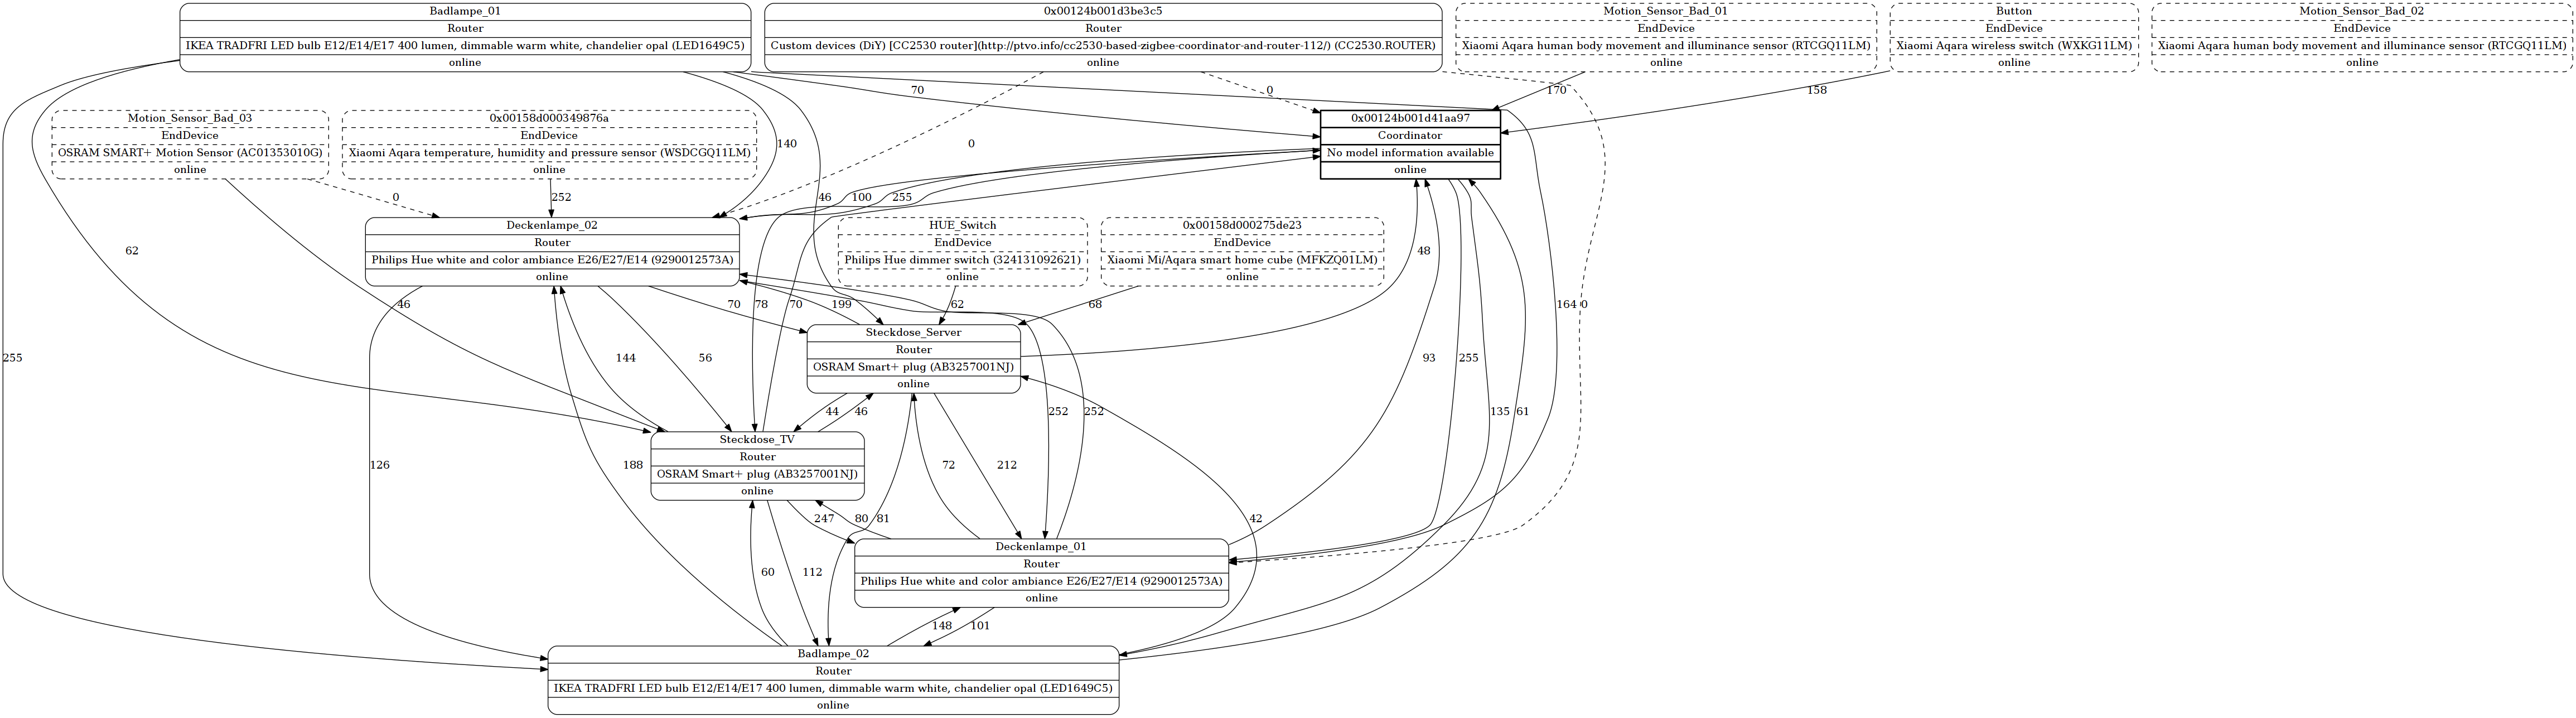 Badlampe_01
Router
IKEA TRADFRI LED bulb E12/E14/E17 400 lumen, dimmable warm white, chandelier opal (LED1649C5)
online
0x00124b001d3be3c5
Router
Custom devices (DiY) [CC2530 router](http://ptvo.info/cc2530-based-zigbee-coordinator-and-router-112/) (CC2530.ROUTER)
online
Motion_Sensor_Bad_01
EndDevice
Xiaomi Aqara human body movement and illuminance sensor (RTCGQ11LM)
online
Button
EndDevice
Xiaomi Aqara wireless switch (WXKG11LM)
online
Motion_Sensor_Bad_02
EndDevice
Xiaomi Aqara human body movement and illuminance sensor (RTCGQ11LM)
online
70
0
170
158
Motion_Sensor_Bad_03
EndDevice
OSRAM SMART+ Motion Sensor (AC01353010G)
online
0x00158d000349876a
EndDevice
Xiaomi Aqara temperature, humidity and pressure sensor (WSDCGQ11LM)
online
140
0
0x00124b001d41aa97
Coordinator
No model information available
online
0
252
46
100
255
Deckenlampe_02
Router
Philips Hue white and color ambiance E26/E27/E14 (9290012573A)
online
HUE_Switch
EndDevice
Philips Hue dimmer switch (324131092621)
online
0x00158d000275de23
EndDevice
Xiaomi Mi/Aqara smart home cube (MFKZQ01LM)
online
62
48
46
70
78
70
199
62
68
164
0
Steckdose_Server
Router
OSRAM Smart+ plug (AB3257001NJ)
online
255
144
56
93
255
44
46
252
252
135
61
Steckdose_TV
Router
OSRAM Smart+ plug (AB3257001NJ)
online
126
188
72
212
247
80
81
42
Deckenlampe_01
Router
Philips Hue white and color ambiance E26/E27/E14 (9290012573A)
online
60
112
148
101
Badlampe_02
Router
IKEA TRADFRI LED bulb E12/E14/E17 400 lumen, dimmable warm white, chandelier opal (LED1649C5)
online